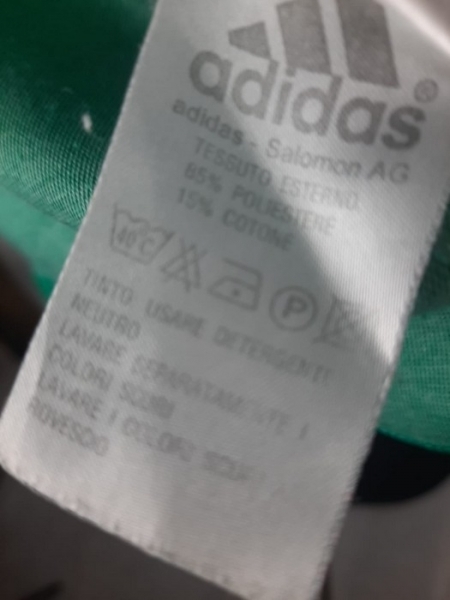 adidas®
adidas - Salomon AG
TESSUTO ESTERNO
85% POLIESTERE
15% COTONE
40°C P
TINTO USARE DETERGENTI
NEUTRO
LAVARE SEPARATAMENTE I
COLORI SCURI
LAVARE I COLORI SCURI
ROVESCIO